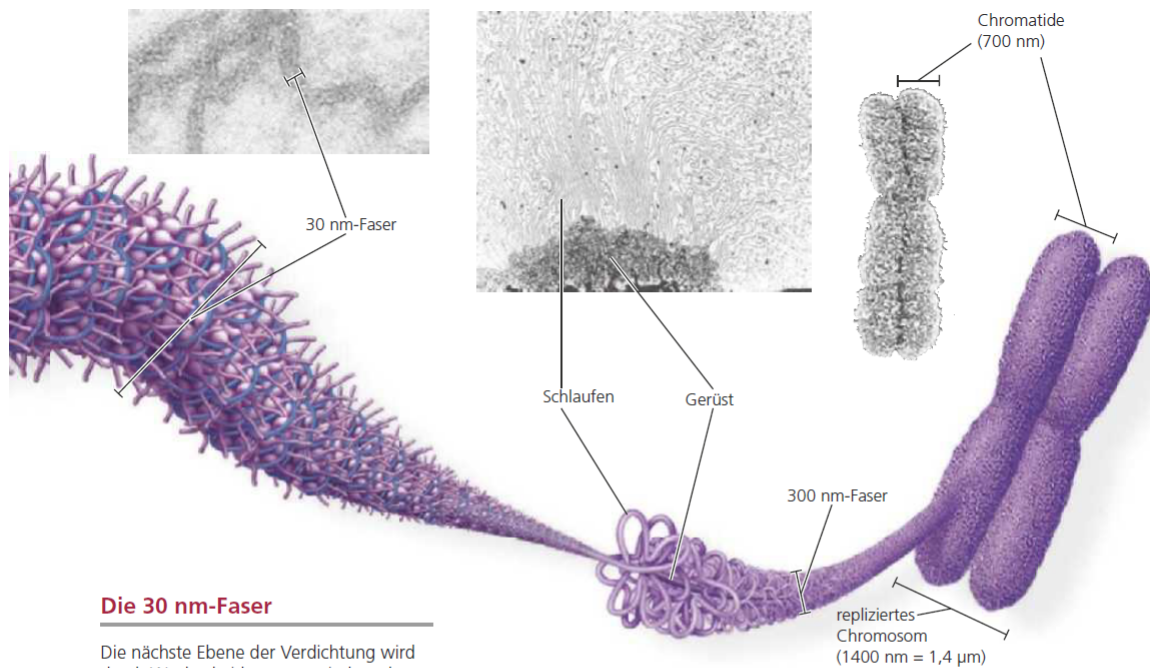 Chromatide
(700 nm)
30 nm-Faser
Schlaufen
Gerüst
300 nm-Faser
repliziertes
Chromosom
(1400 nm = 1,4 µm)
Die 30 nm-Faser
Die nächste Ebene der Verdichtung wird